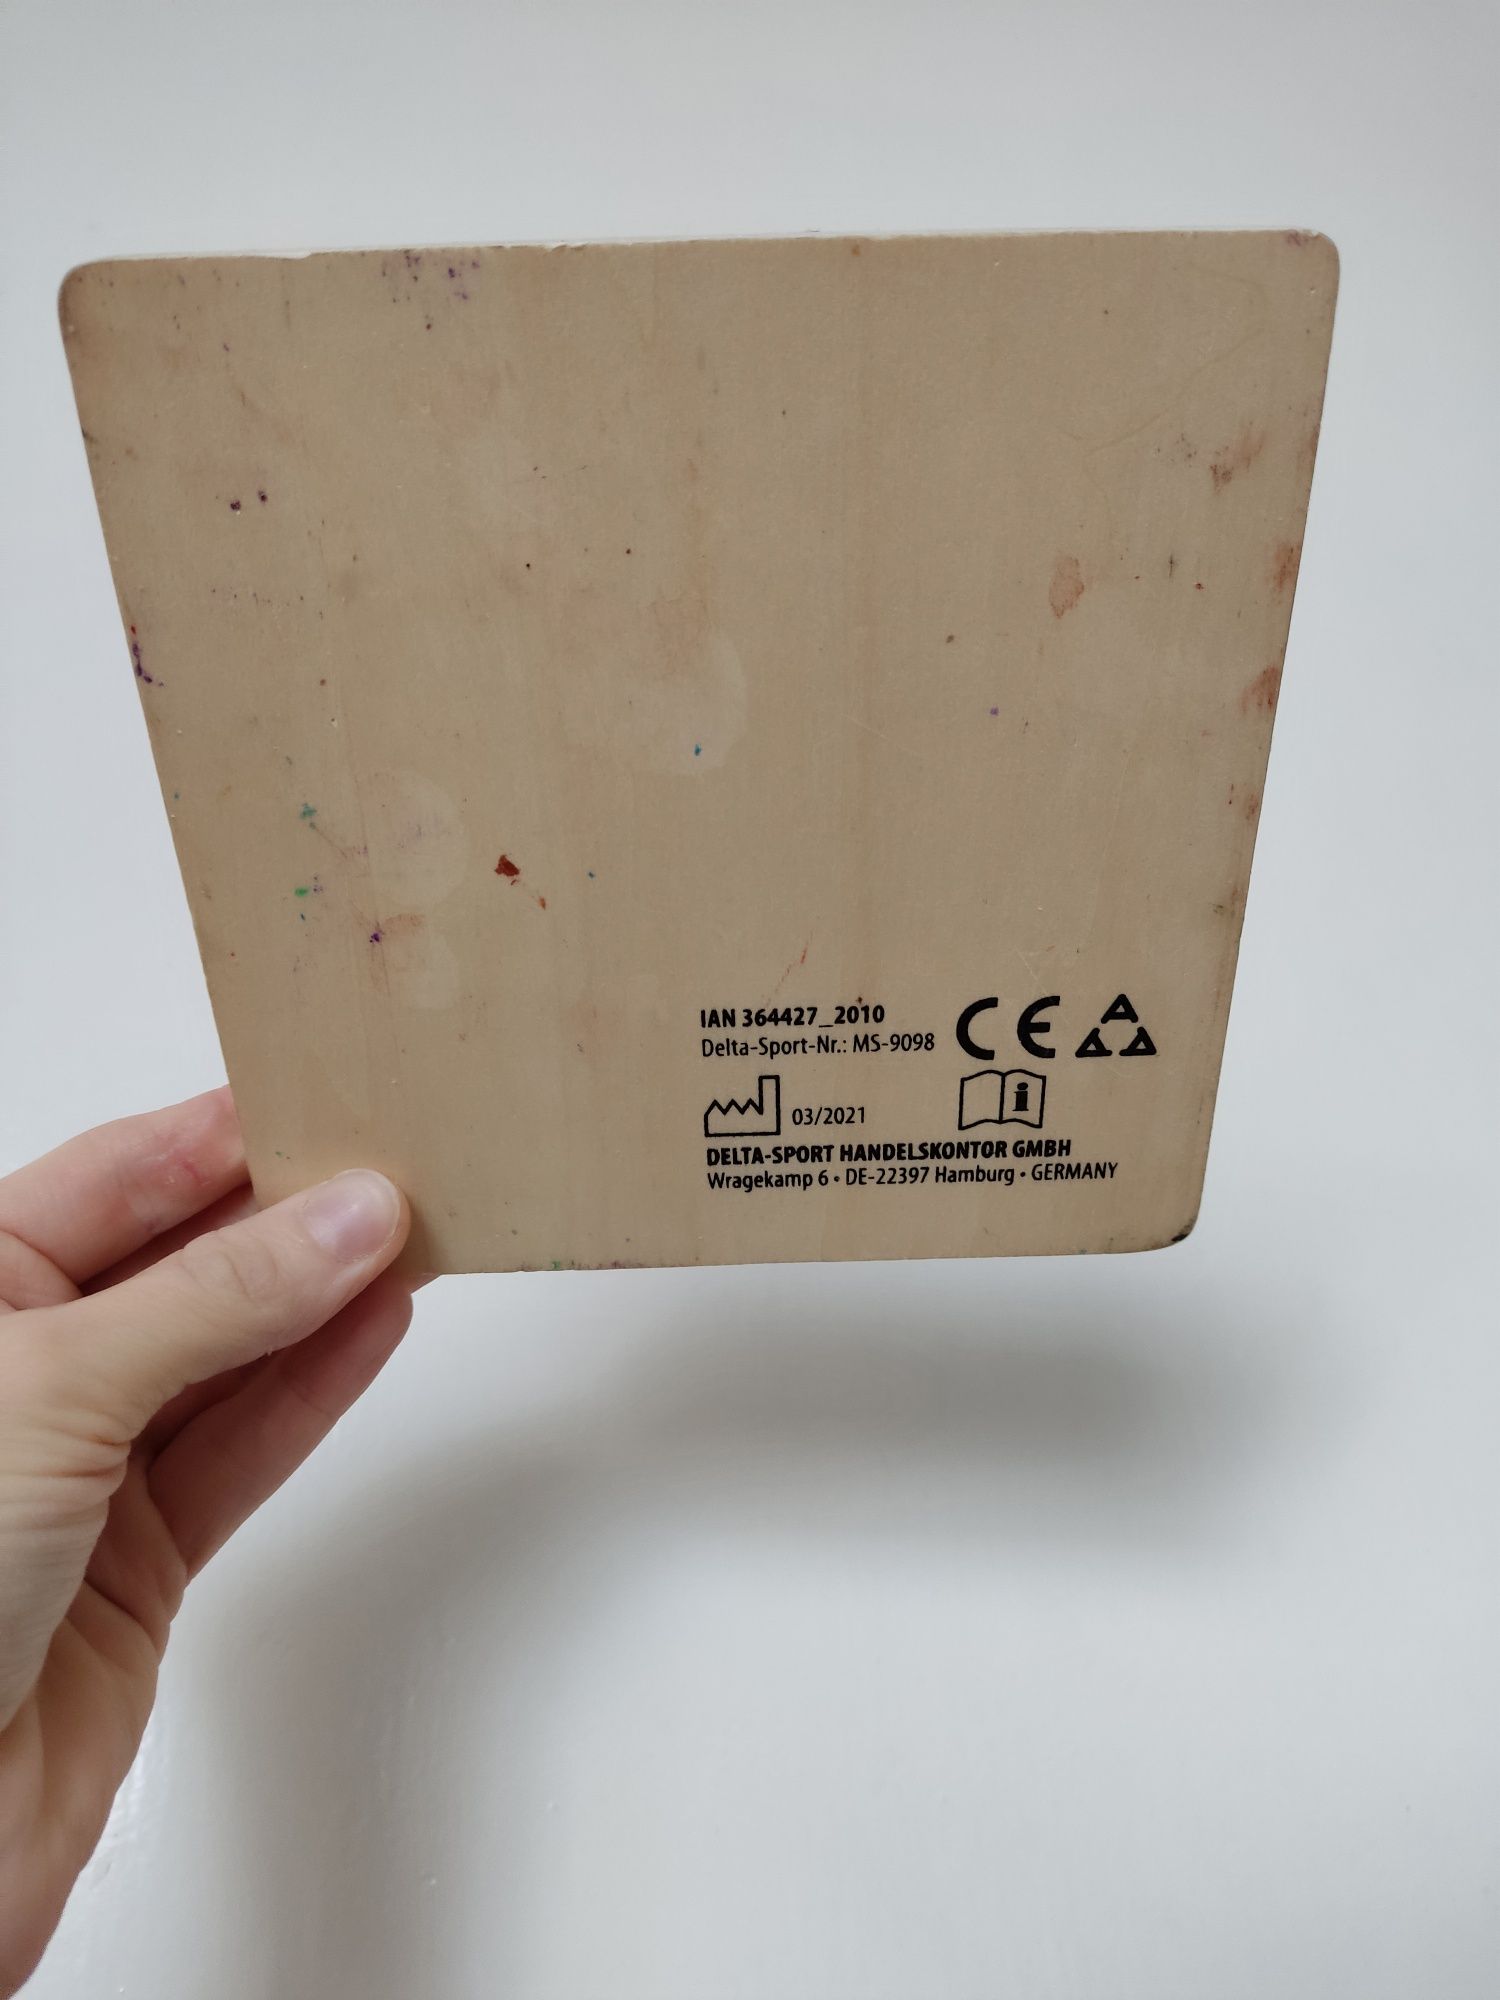 IAN 364427_2010
Delta-Sport-Nr.: MS-9098
CE
03/2021
DELTA-SPORT HANDELSKONTOR GMBH
Wragekamp 6 • DE-22397 Hamburg • GERMANY